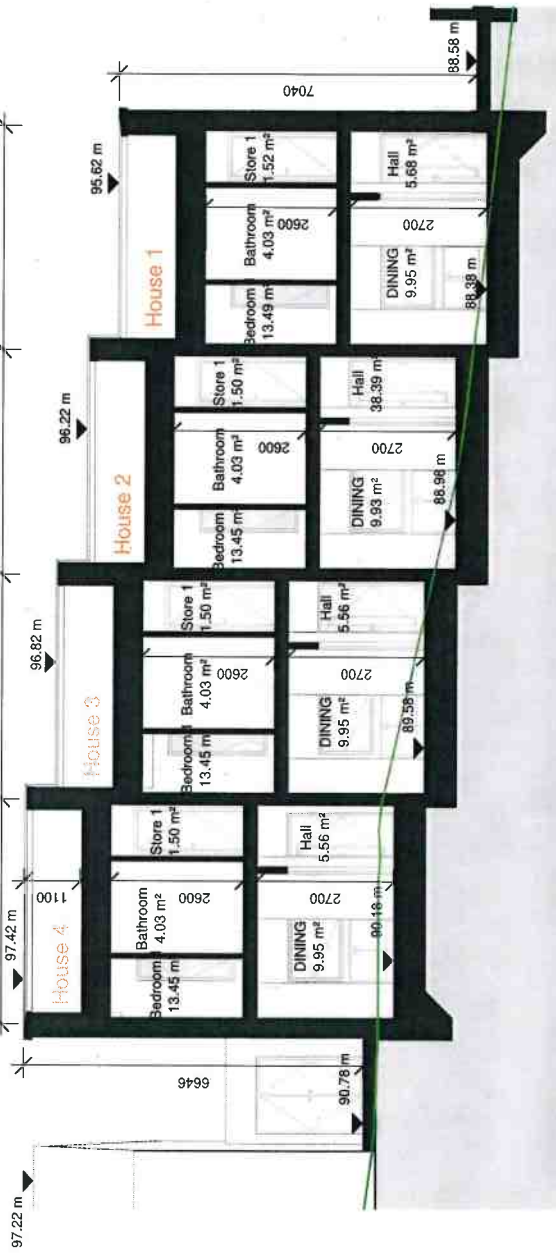 97.22 m
97.42 m
96.82 m
96.22 m
95.62 m
House 4
House 3
House 2
House 1
1100
6646
7040
Bedroom 1
13.45 m²
Bathroom
4.03 m²
Store 1
1.50 m²
2600
DINING
9.95 m²
Hall
5.56 m²
2700
90.78 m
90.18 m
Bedroom 1
13.45 m²
Bathroom
4.03 m²
Store 1
1.50 m²
2600
DINING
9.95 m²
Hall
5.56 m²
2700
89.58 m
Bedroom
13.45 m²
Bathroom
4.03 m²
Store 1
1.50 m²
2600
DINING
9.93 m²
Hall
38.39 m²
2700
88.98 m
Bedroom
13.49 m²
Bathroom
4.03 m²
Store 1
1.52 m²
2600
DINING
9.95 m²
Hall
5.68 m²
2700
88.38 m
88.58 m